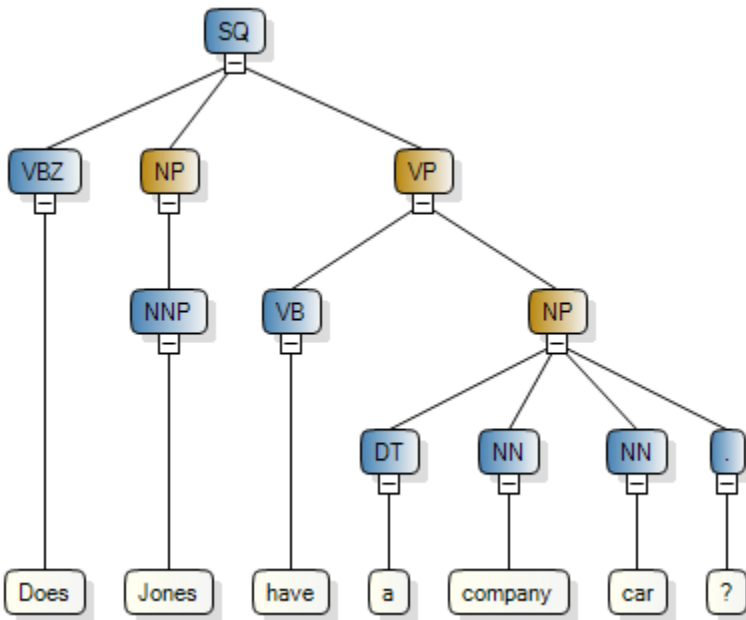 SQ
VBZ NP VP
NNP VB NP
DT NN NN .
Does Jones have a company car ?